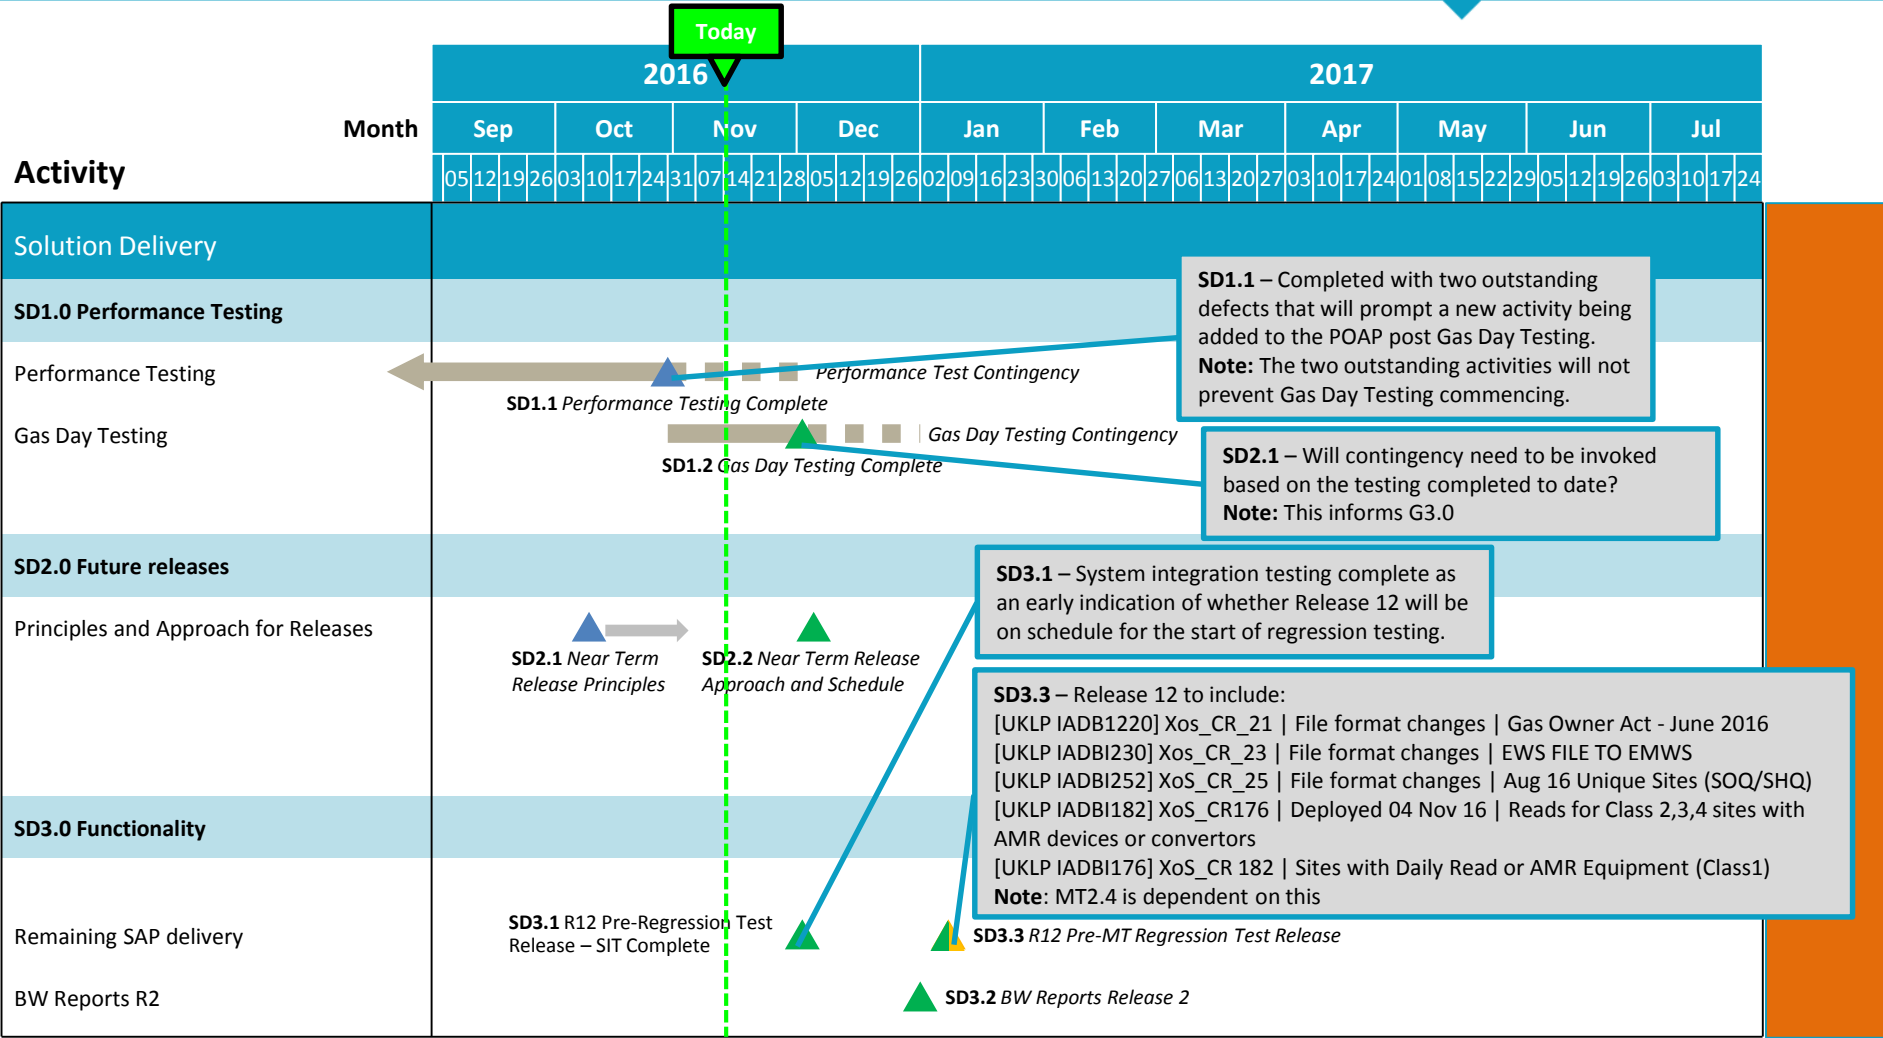 Today
2016
2017
Month
Sep Oct Nov Dec Jan Feb Mar Apr May Jun Jul
Activity
05 12 19 26 03 10 17 24 31 07 14 21 28 05 12 19 26 02 09 16 23 30 06 13 20 27 06 13 20 27 03 10 17 24 01 08 15 22 29 05 12 19 26 03 10 17 24
Solution Delivery
SD1.0 Performance Testing
SD1.1 – Completed with two outstanding
defects that will prompt a new activity being
added to the POAP post Gas Day Testing.
Note: The two outstanding activities will not
prevent Gas Day Testing commencing.
Performance Testing
Performance Test Contingency
SD1.1 Performance Testing Complete
Gas Day Testing
Gas Day Testing Contingency
SD1.2 Gas Day Testing Complete
SD2.1 – Will contingency need to be invoked
based on the testing completed to date?
Note: This informs G3.0
SD2.0 Future releases
SD3.1 – System integration testing complete as
an early indication of whether Release 12 will be
on schedule for the start of regression testing.
Principles and Approach for Releases
SD2.1 Near Term
Release Principles
SD2.2 Near Term Release
Approach and Schedule
SD3.3 – Release 12 to include:
[UKLP IADB1220] Xos_CR_21 | File format changes | Gas Owner Act - June 2016
[UKLP IADBI230] Xos_CR_23 | File format changes | EWS FILE TO EMWS
[UKLP IADBI252] XoS_CR_25 | File format changes | Aug 16 Unique Sites (SOQ/SHQ)
[UKLP IADBI182] XoS_CR176 | Deployed 04 Nov 16 | Reads for Class 2,3,4 sites with
AMR devices or convertors
[UKLP IADBI176] XoS_CR 182 | Sites with Daily Read or AMR Equipment (Class1)
Note: MT2.4 is dependent on this
SD3.0 Functionality
Remaining SAP delivery
SD3.1 R12 Pre-Regression Test
Release – SIT Complete
SD3.3 R12 Pre-MT Regression Test Release
BW Reports R2
SD3.2 BW Reports Release 2